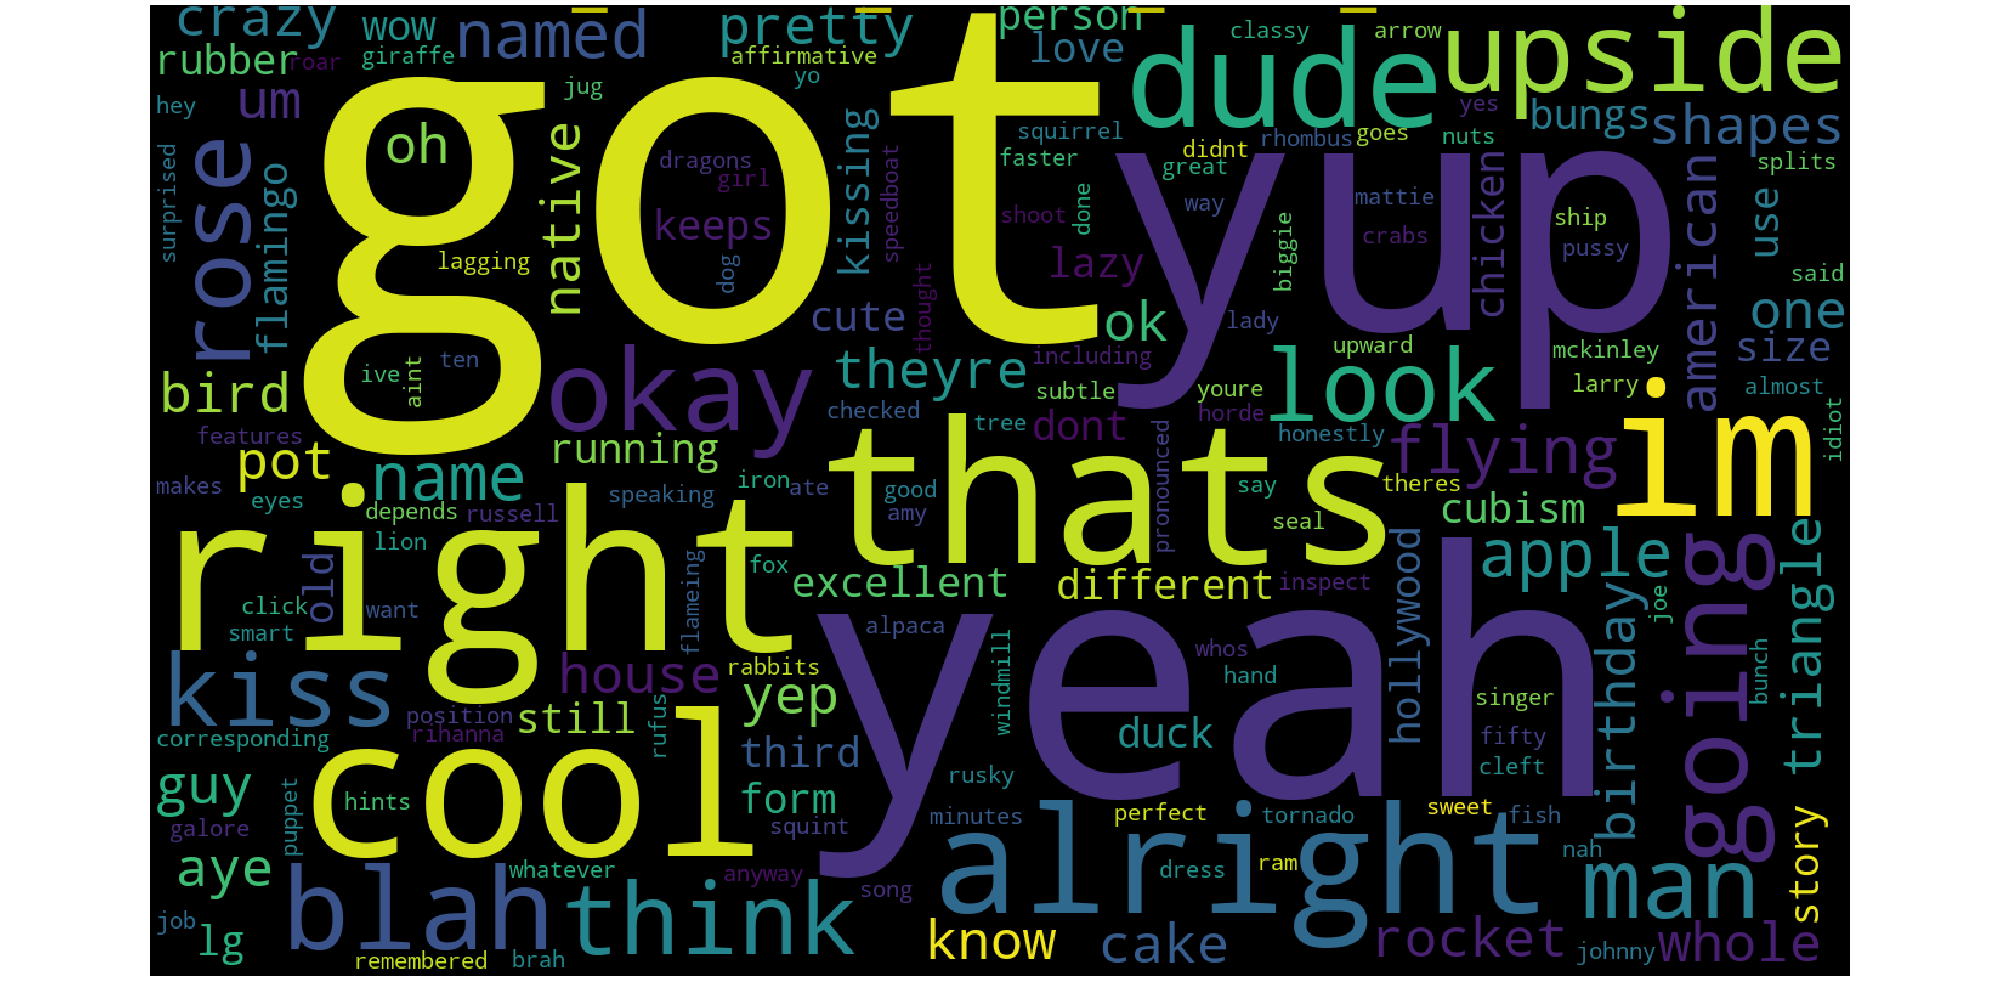 crazy
wow
named
pretty
person
love
classy
arrow
upside
rubber
roar
giraffe
affirmative
yo
dude
got
hey
um
jug
yes
bungs
shapes
oh
native
kissing
squirrel
faster
rhombus
goes
nuts
surprised
rose
flamingo
dragons
girl
keeps
speedboat
didnt
great
splits
yup
chicken
american
use
shoot
done
way
mattie
ship
crabs
pussy
lagging
dog
lazy
biggie
said
thought
cute
ok
lady
one
ive
aint
ten
okay
theyre
including
look
upward
mckinley
size
bird
subtle
youre
larry
almost
checked
tree
dont
horde
honestly
im
idiot
features
pot
name
running
thats
pronounced
flying
makes
eyes
speaking
iron
ate
good
say
theres
depends
russell
amy
seal
cubism
right
lion
old
flameing
fox
excellent
different
inspect
hollywood
apple
going
triangle
click
want
smart
alpaca
yeah
joe
birthday
kiss
house
rabbits
windmill
whos
hand
bunch
position
rihanna
still
rufus
yep
duck
singer
corresponding
cool
third
fifty
cleft
guy
hints
puppet
form
rusky
galore
squint
minutes
perfect
tornado
sweet
fish
story
aye
blah
whatever
think
anyway
song
alright
dress
ram
nah
man
job
lg
remembered
brah
know
cake
rocket
johnny
whole